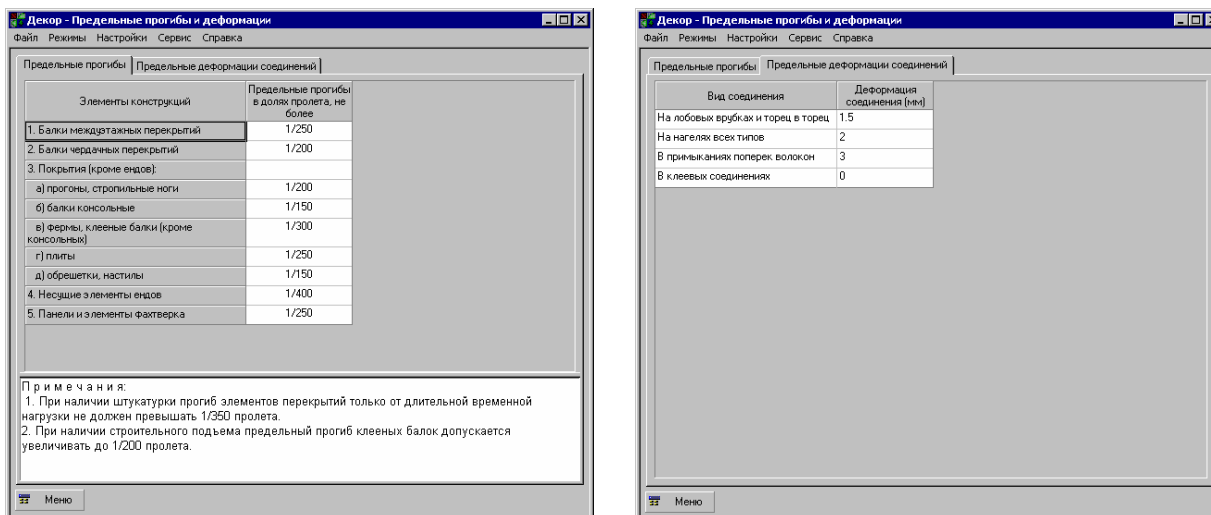 Декор - Предельные прогибы и деформации
Файл Режимы Настройки Сервис Справка
Предельные прогибы Предельные деформации соединений
Элементы конструкций
Предельные прогибы
в долях пролета, не
более
1. Балки междуэтажных перекрытий 1/250
2. Балки чердачных перекрытий 1/200
3. Покрытия (кроме ендов):
а) прогоны, стропильные ноги 1/200
б) балки консольные 1/150
в) фермы, клееные балки (кроме
консольных) 1/300
г) плиты 1/250
д) обрешетки, настилы 1/150
4. Несущие элементы ендов 1/400
5. Панели и элементы фахтверка 1/250
П р и м е ч а н и я:
1. При наличии штукатурки прогиб элементов перекрытий только от длительной временной
нагрузки не должен превышать 1/350 пролета.
2. При наличии строительного подъема предельный прогиб клееных балок допускается
увеличивать до 1/200 пролета.
Меню
Декор - Предельные прогибы и деформации
Файл Режимы Настройки Сервис Справка
Предельные прогибы Предельные деформации соединений
Вид соединения
Деформация
соединения (мм)
На лобовых врубках и торец в торец 1.5
На нагелях всех типов 2
В примыканиях поперек волокон 3
В клеевых соединениях 0
Меню